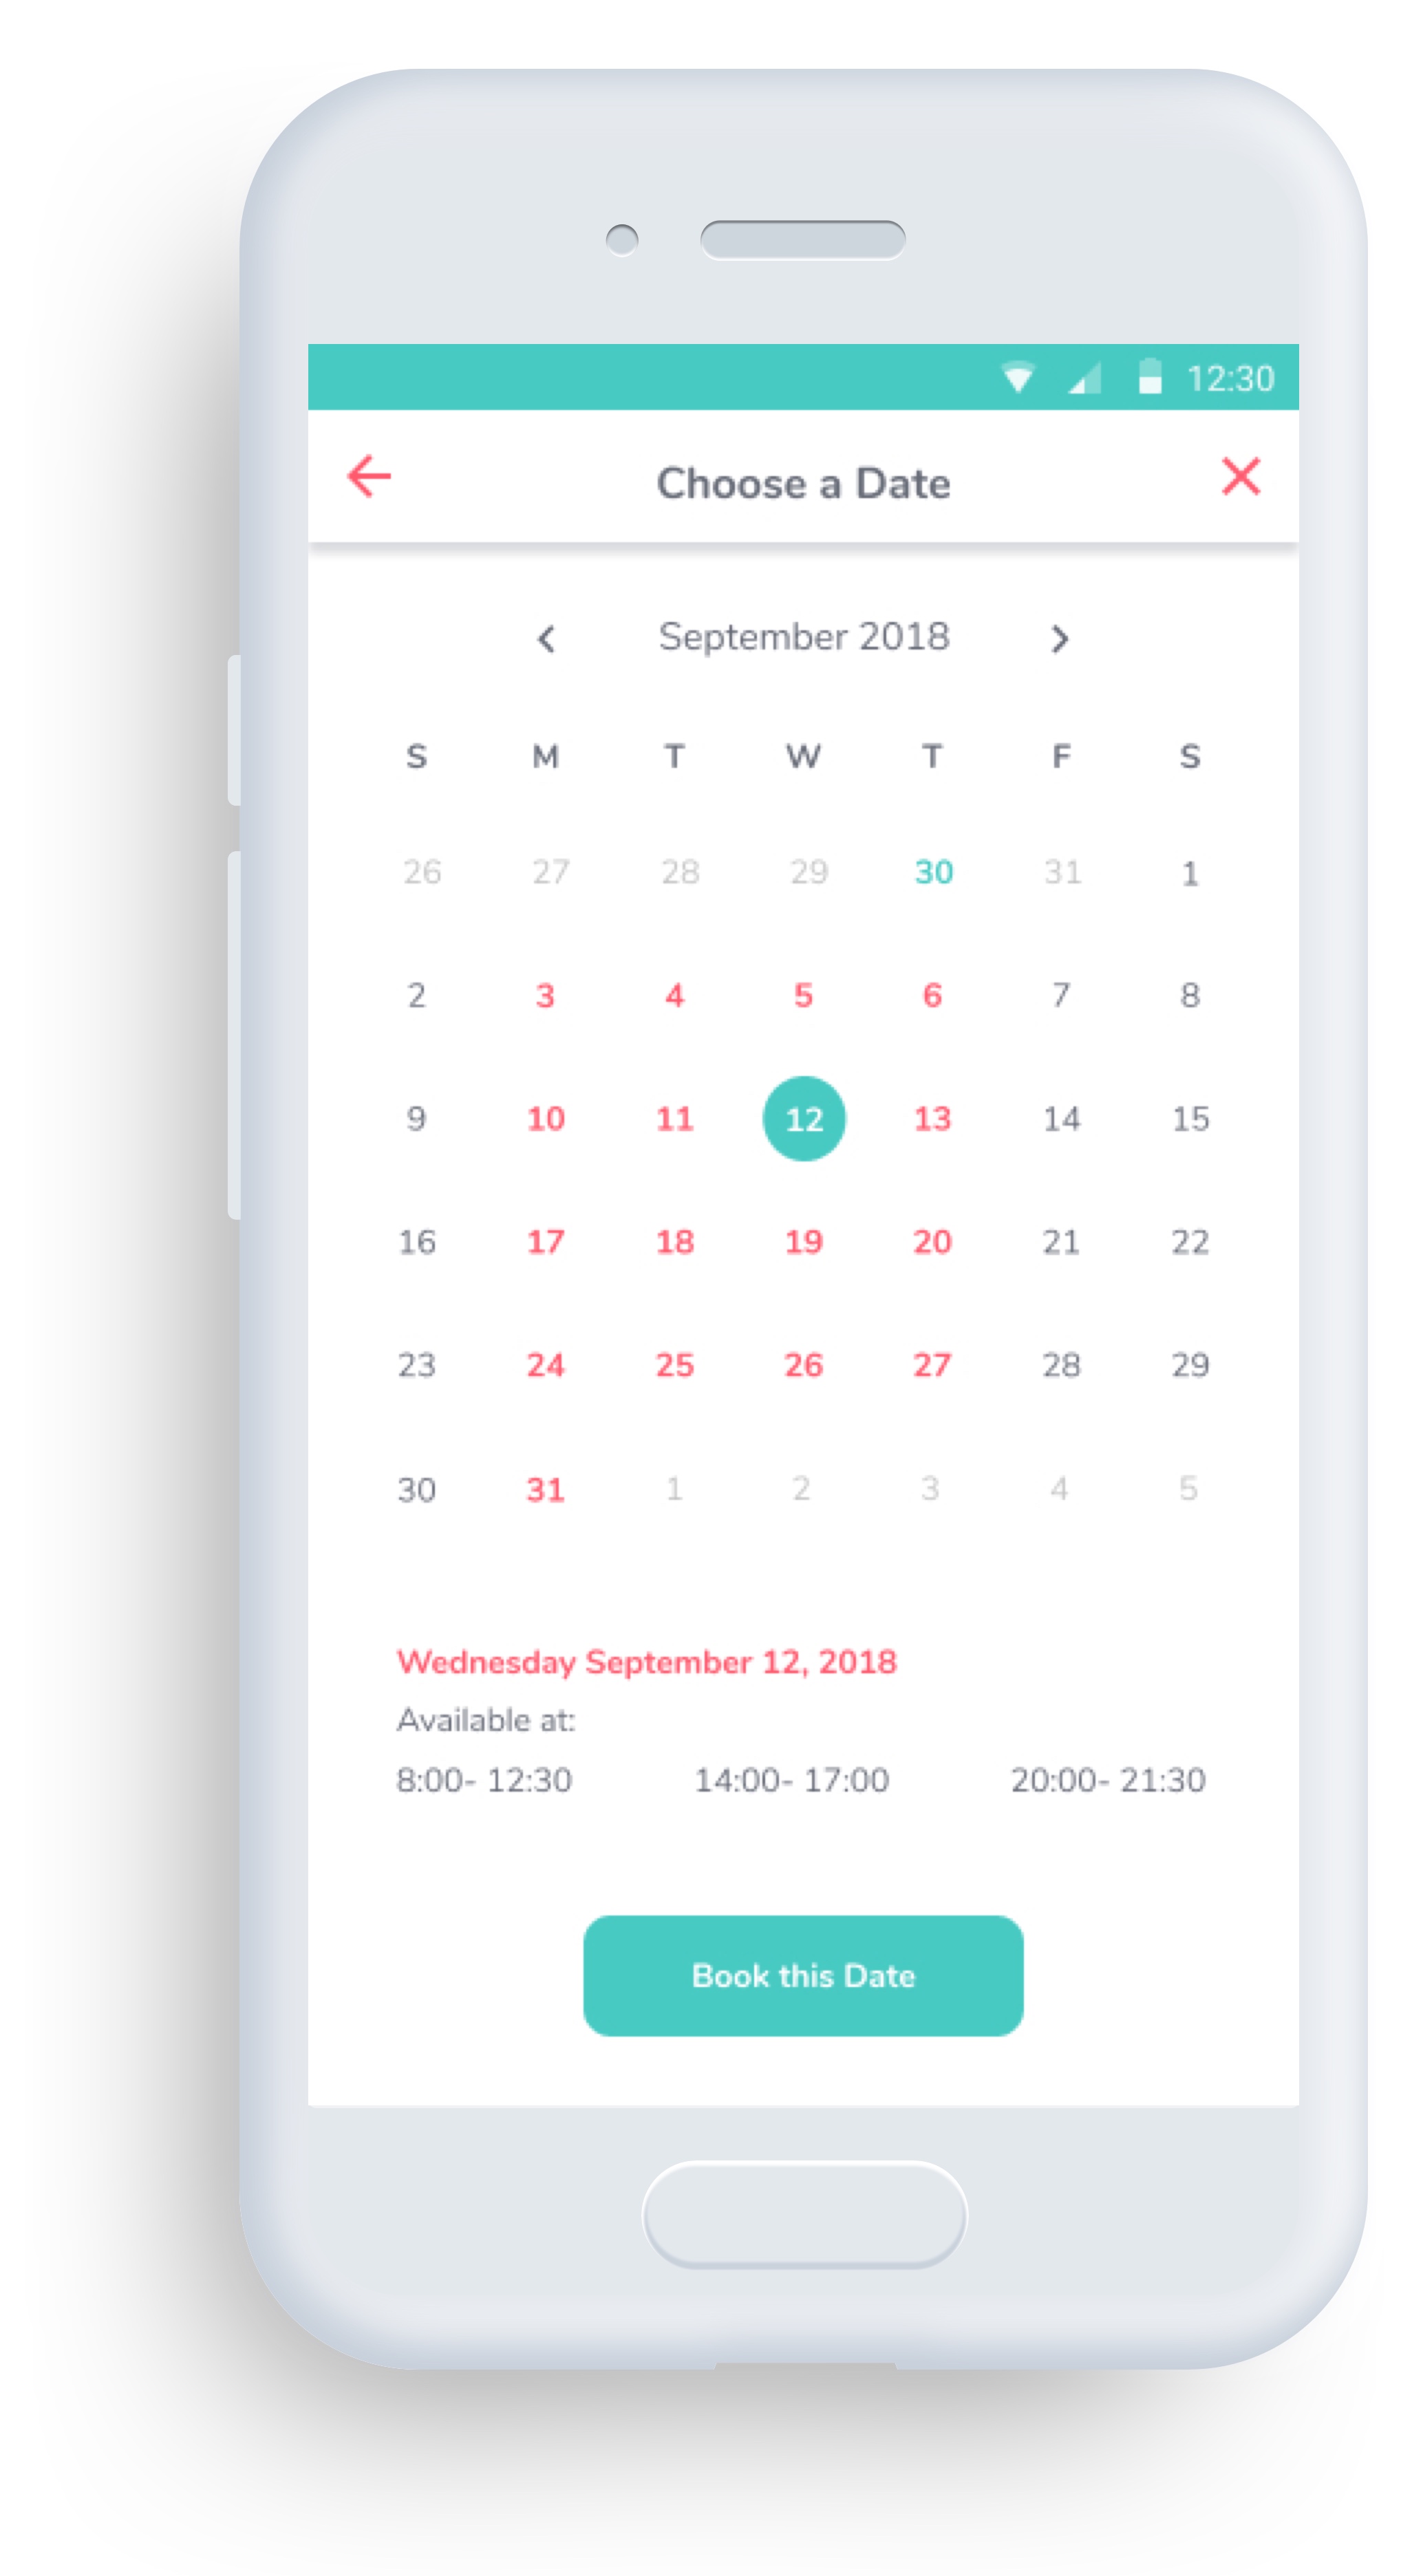 12:30
Choose a Date
September 2018
S M T W T F S
26 27 28 29 30 31 1
2 3 4 5 6 7 8
9 10 11 12 13 14 15
16 17 18 19 20 21 22
23 24 25 26 27 28 29
30 31 1 2 3 4 5
Wednesday September 12, 2018
Available at:
8:00- 12:30 14:00- 17:00 20:00- 21:30
Book this Date